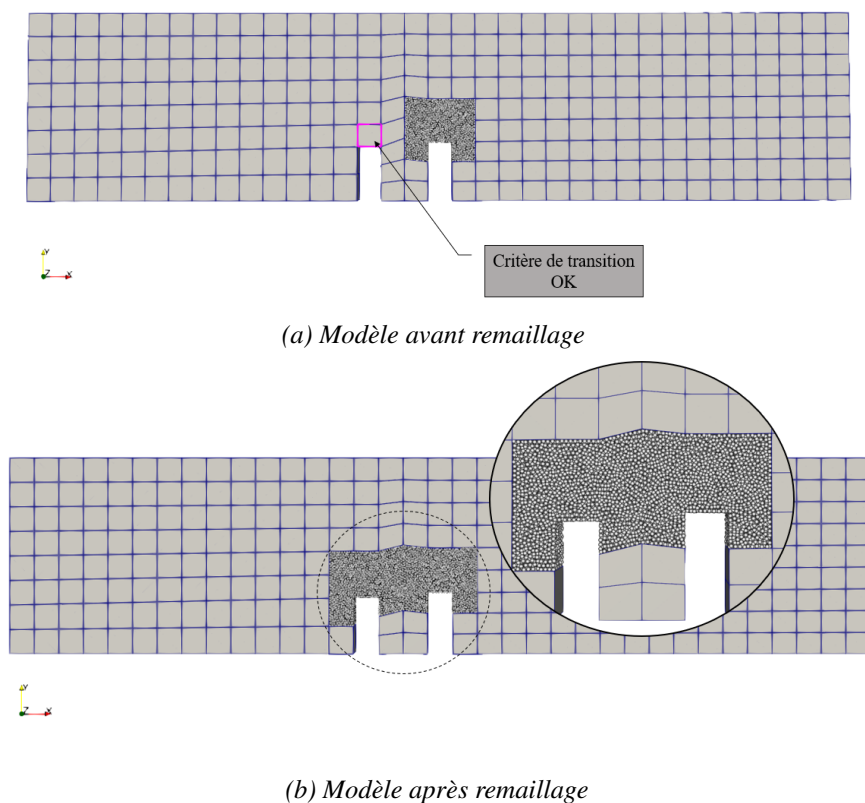 Critère de transition
OK
Y
Z X
(a) Modèle avant remaillage
Y
Z X
(b) Modèle après remaillage